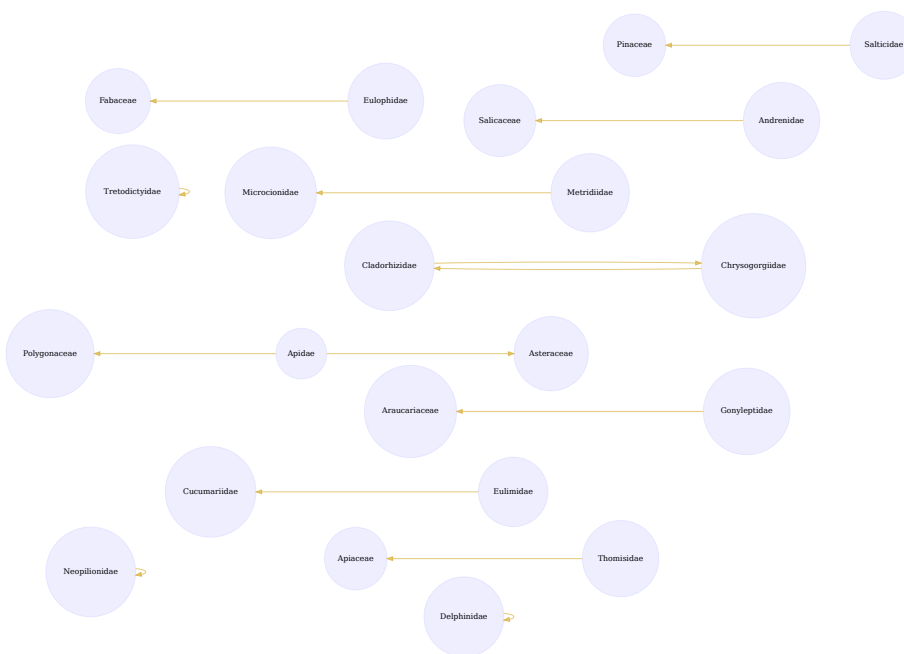 Pinaceae
Salticidae
Fabaceae
Eulophidae
Salicaceae
Andrenidae
Tretodictyidae
Microcionidae
Metridiidae
Cladorhizidae
Chrysogorgiidae
Polygonaceae
Apidae
Asteraceae
Araucariaceae
Gonyleptidae
Cucumariidae
Eulimidae
Neopilionidae
Apiaceae
Thomisidae
Delphinidae